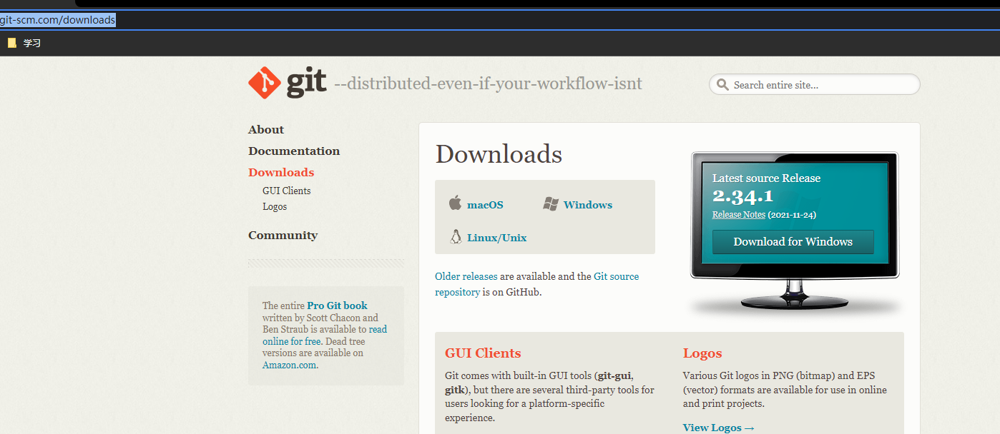 git-scm.com/downloads
学习
git --distributed-even-if-your-workflow-isnt
Search entire site...
About
Documentation
Downloads
GUI Clients
Logos
Community
The entire Pro Git book
written by Scott Chacon and
Ben Straub is available to read
online for free. Dead tree
versions are available on
Amazon.com.
Downloads
macOS
Windows
Linux/Unix
Older releases are available and the Git source
repository is on GitHub.
Latest source Release
2.34.1
Release Notes (2021-11-24)
Download for Windows
GUI Clients
Git comes with built-in GUI tools (git-gui,
gitk), but there are several third-party tools for
users looking for a platform-specific
experience.
Logos
Various Git logos in PNG (bitmap) and EPS
(vector) formats are available for use in online
and print projects.
View Logos →